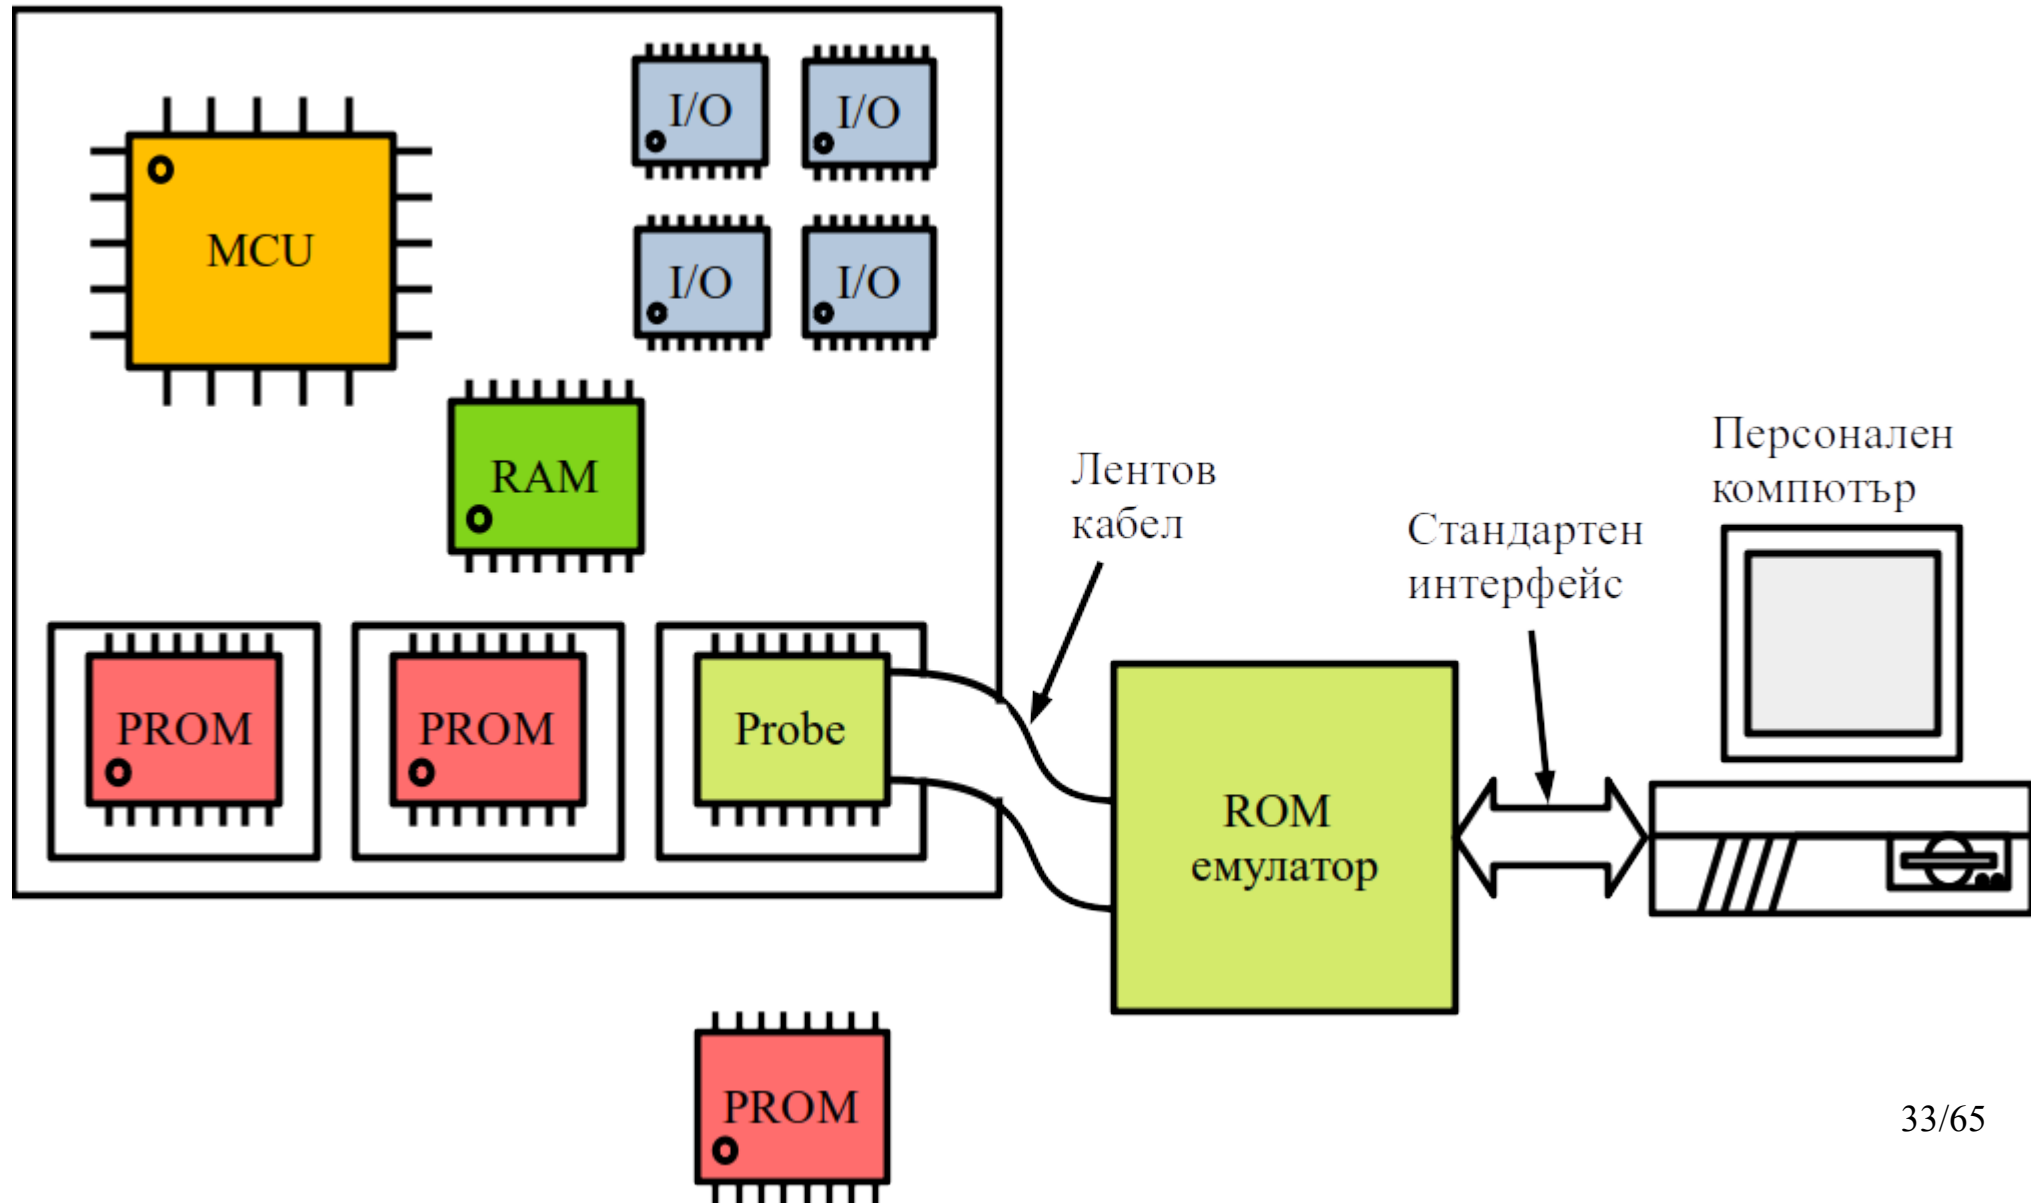 I/O
I/O
MCU
I/O
I/O
RAM
Лентов
кабел
Стандартен
интерфейс
Персонален
компютър
PROM
PROM
Probe
ROM
емулатор
PROM
33/65